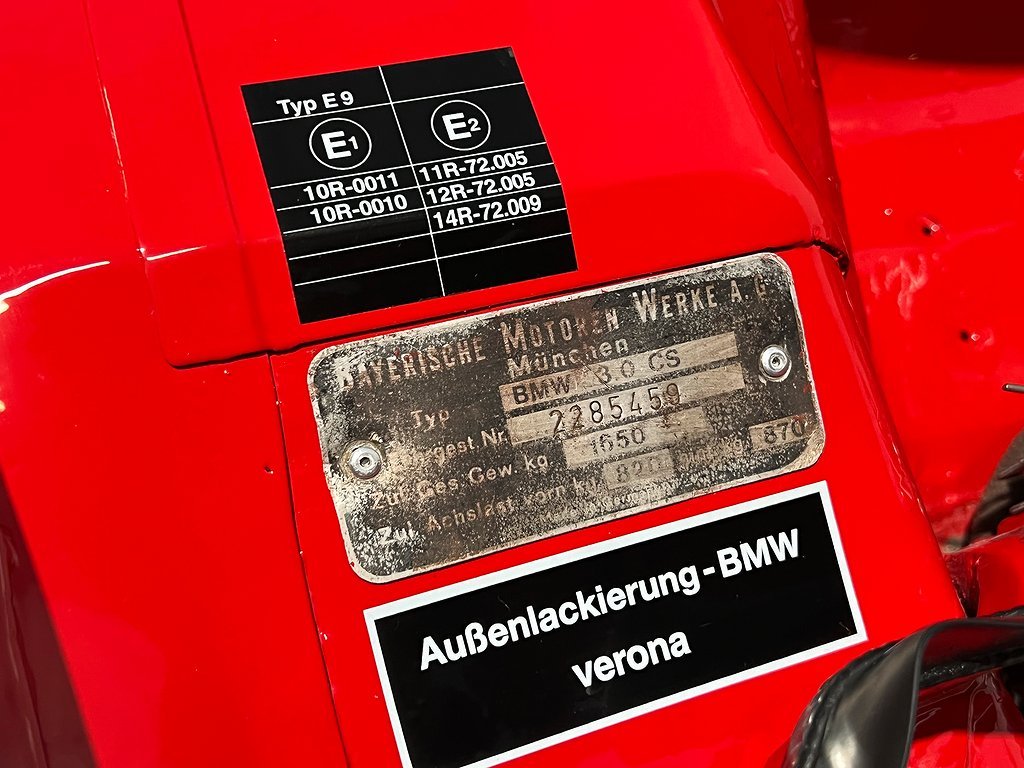 Typ E 9
E1 E2
10R-0011 11R-72.005
10R-0010 12R-72.005
14R-72.009
BAYERISCHE MOTOREN WERKE A.G.
München
Typ BMW 3.0 CS
Fahrgest Nr. 2285459
Zul. Ges. Gew. kg 1650
Zul. Achslast vorn kg 820 870
Außenlackierung-BMW
verona